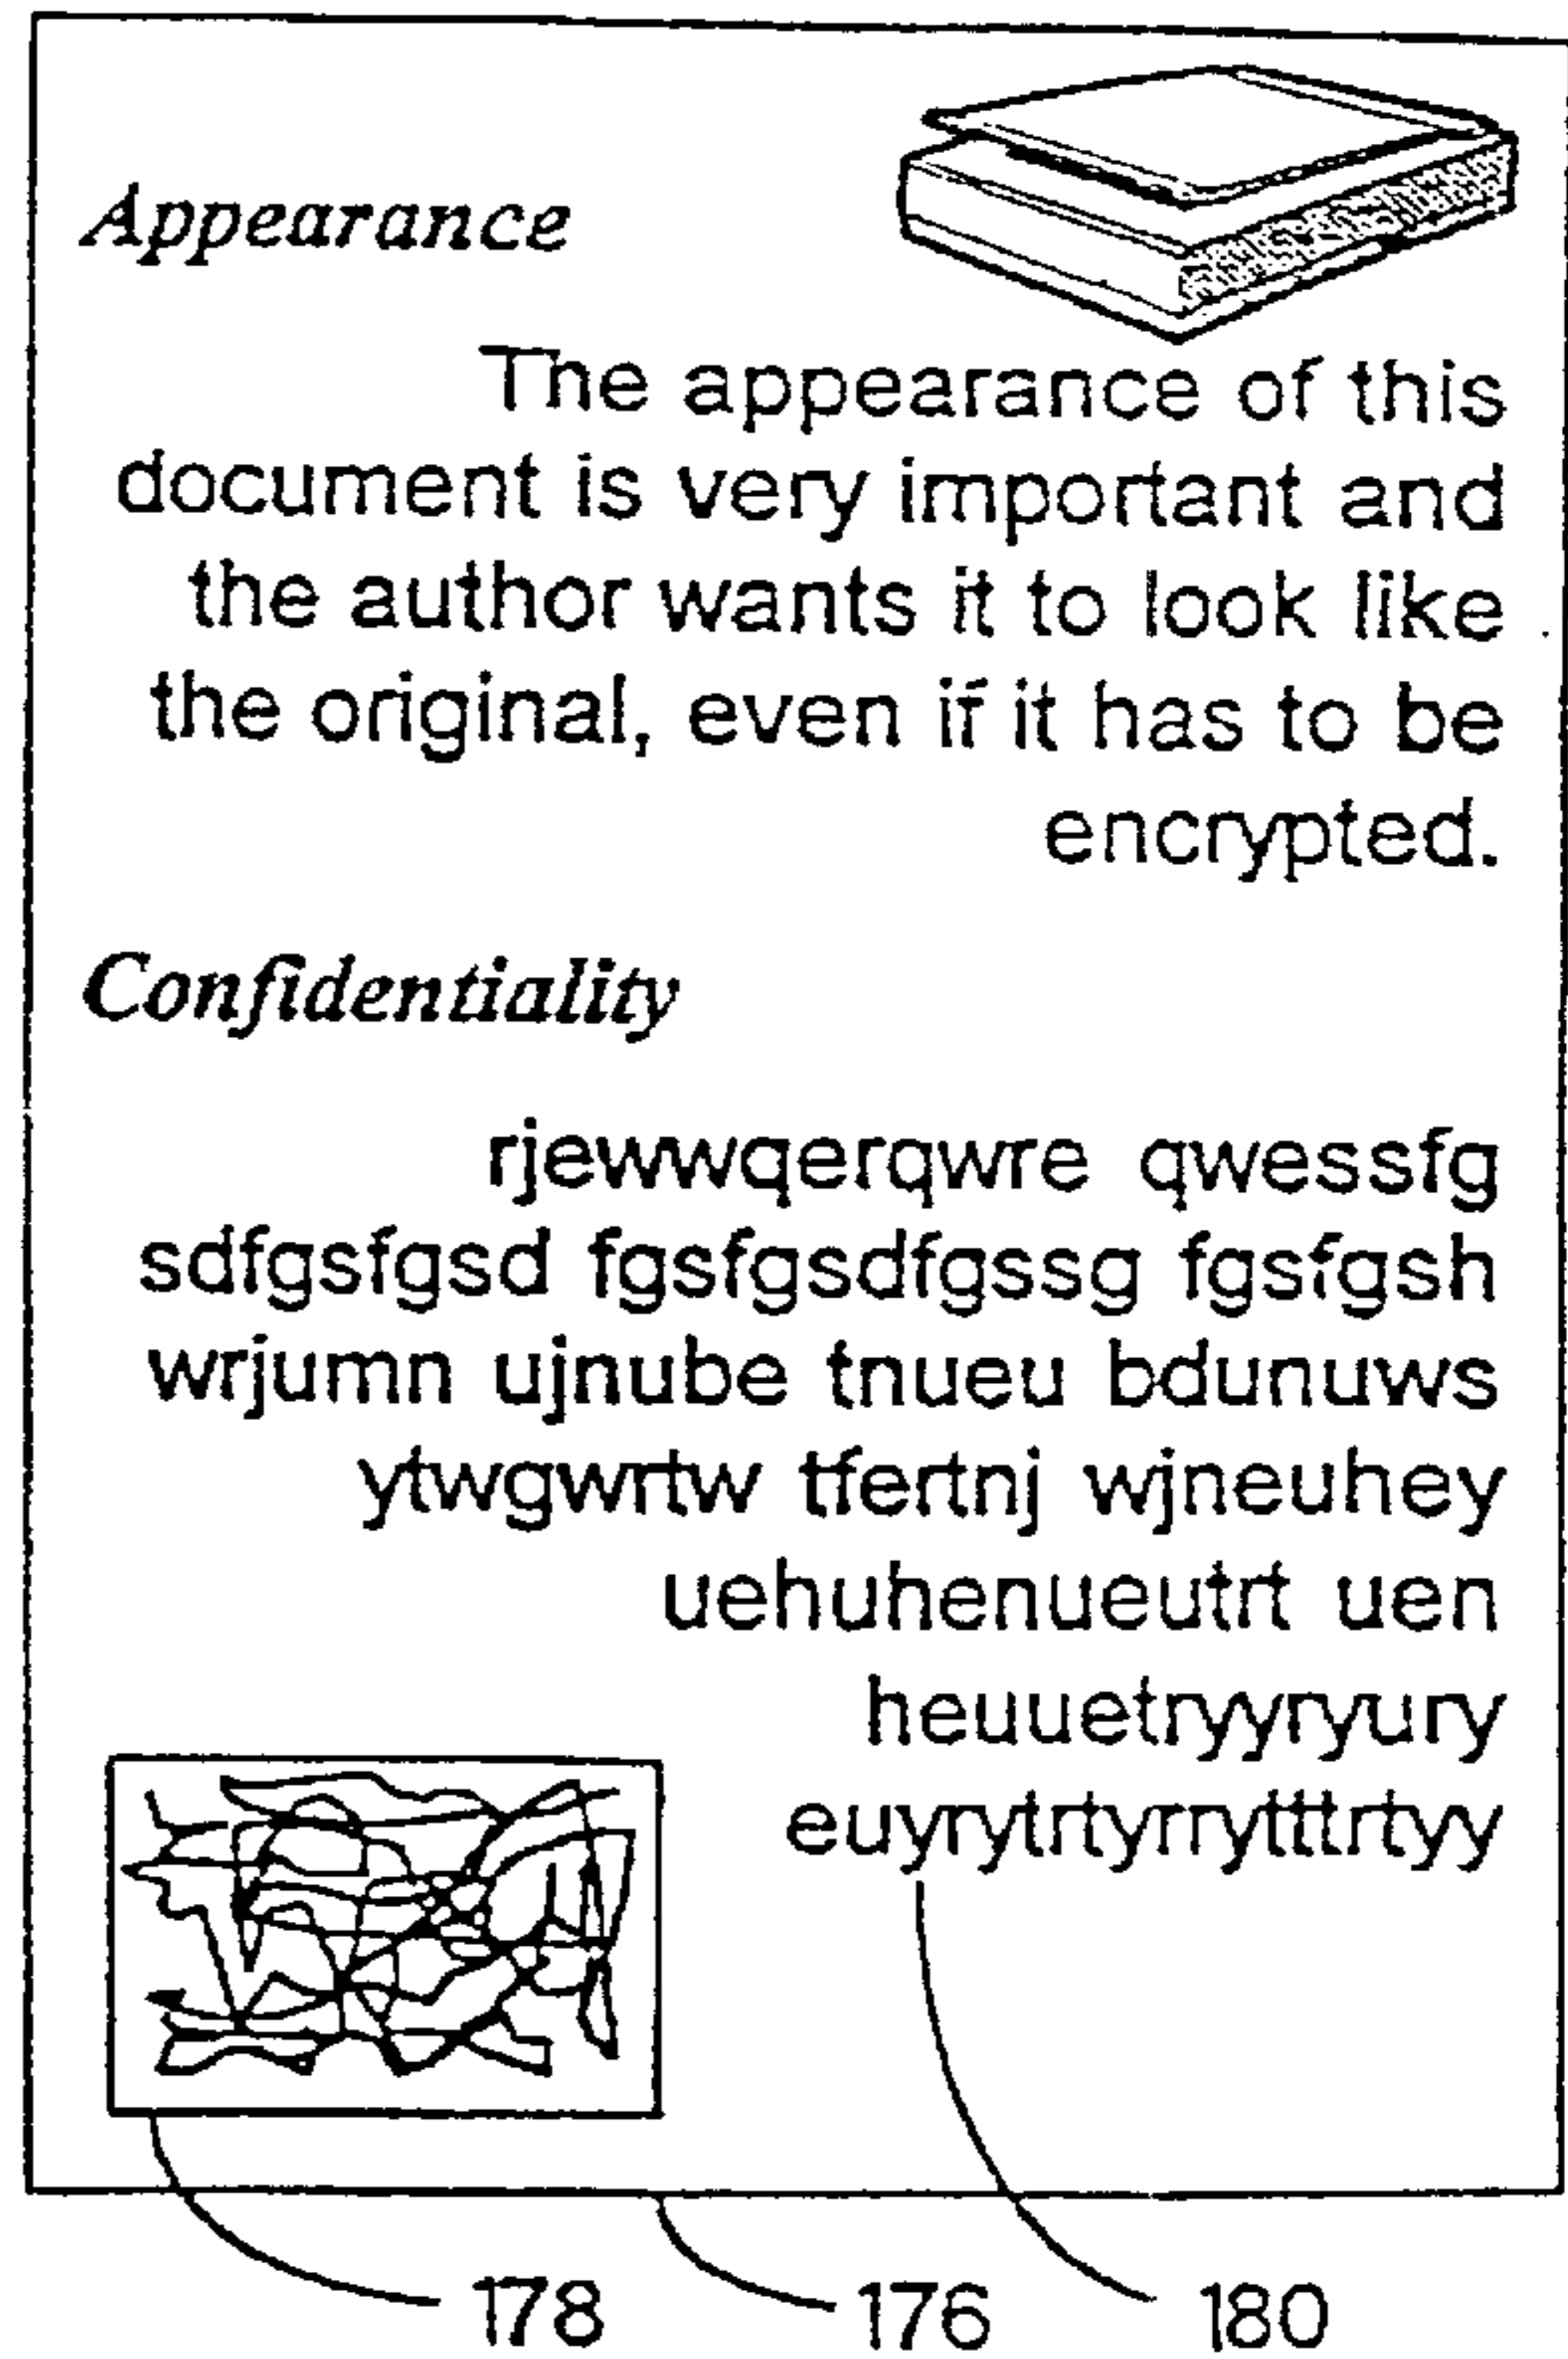 Appearance
The appearance of this
document is very important and
the author wants it to look like
the original, even if it has to be
encrypted.
Confidentiality
rjewwqerqwre qwessfg
sdfgsfgsd fgsfgsdfgssg fgsfgsh
wrjumn ujnube tnueu bdunuws
ytwgwrtw tfertnj wjneuhey
uehuhenueutrt uen
heuuetryyryury
euyrytrtyrrytttrtyy
178 176 180